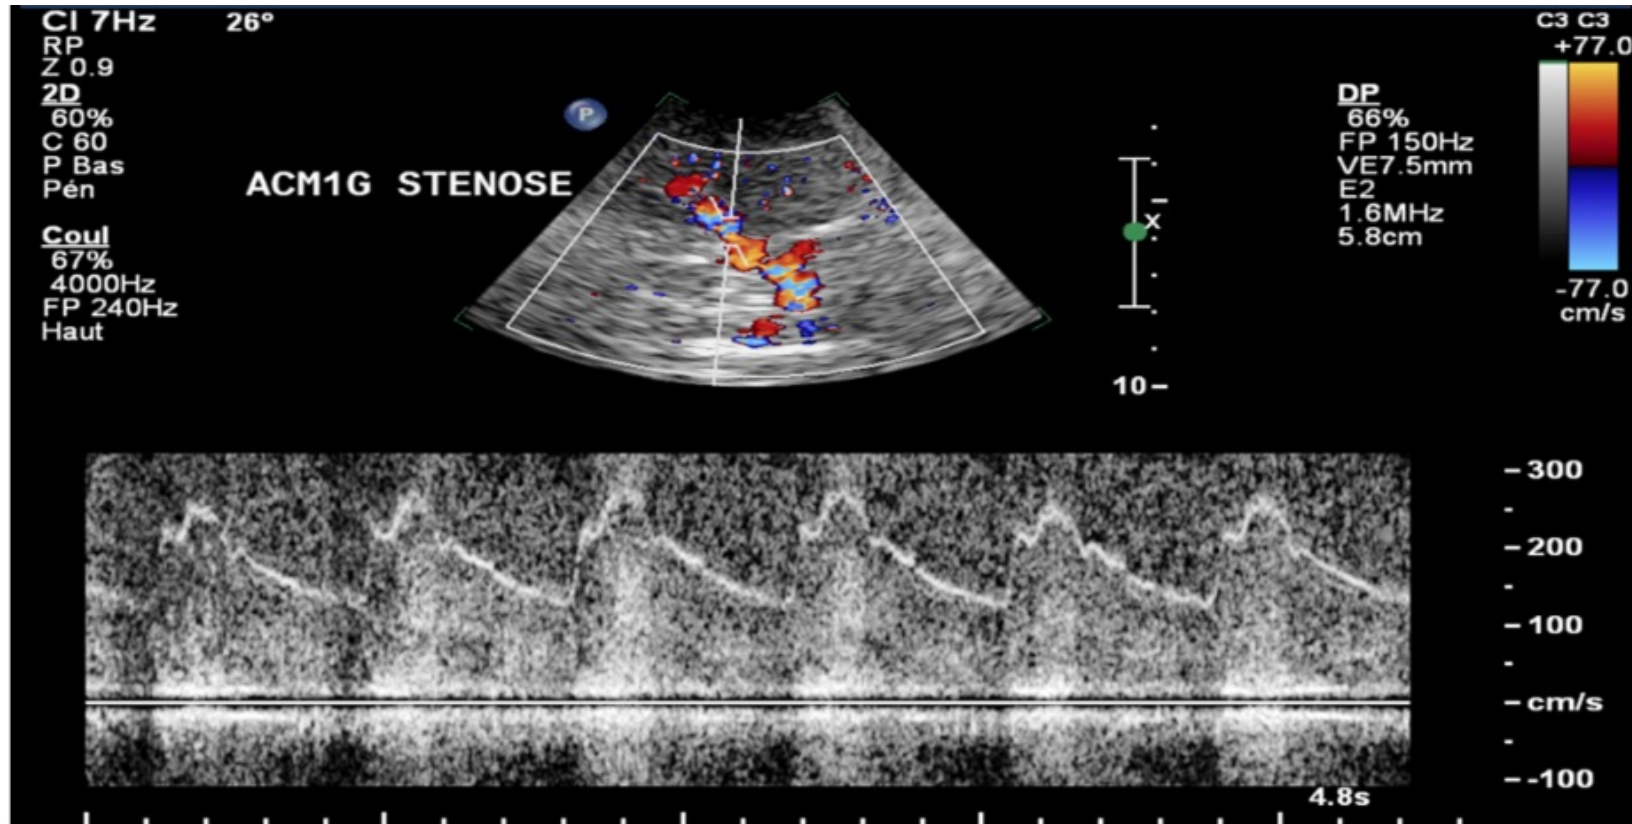 CI 7Hz 26°
RP
Z 0.9
2D
60%
C 60
P Bas
Pén
Coul
67%
4000Hz
FP 240Hz
Haut
P
ACM1G STENOSE
X
10
DP
66%
FP 150Hz
VE7.5mm
E2
1.6MHz
5.8cm
C3 C3
+77.0
-77.0
cm/s
300
200
100
cm/s
-100
4.8s